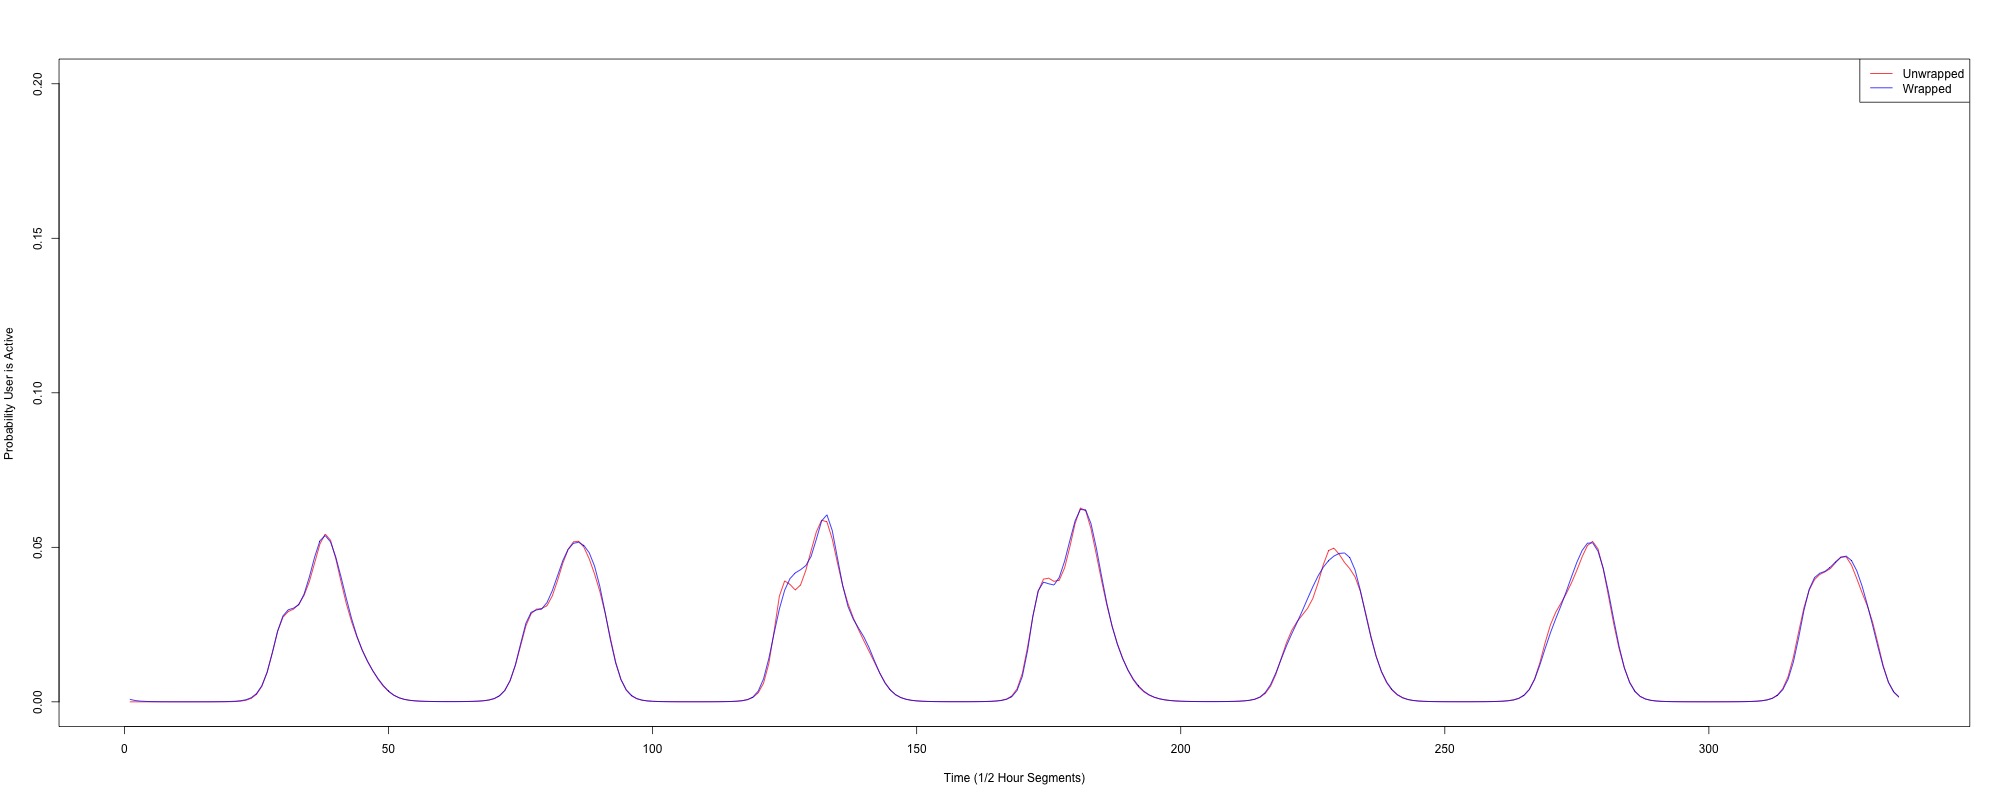 Unwrapped
Wrapped
0.20
0.15
0.10
0.05
0.00
Probability User is Active
0 50 100 150 200 250 300
Time (1/2 Hour Segments)